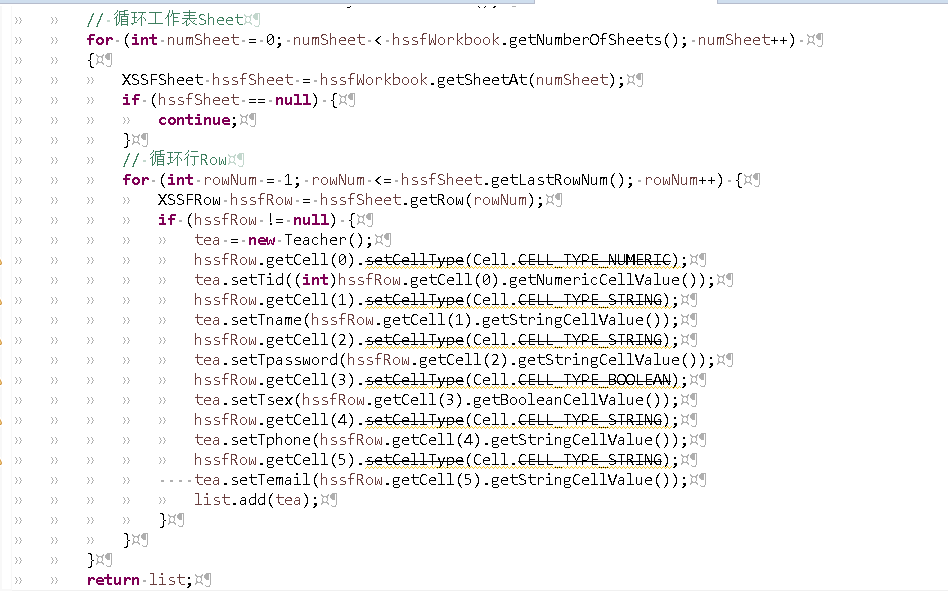 // 循环工作表Sheet
for (int numSheet = 0; numSheet < hssfWorkbook.getNumberOfSheets(); numSheet++)
{
XSSFSheet hssfSheet = hssfWorkbook.getSheetAt(numSheet);
if (hssfSheet == null) {
continue;
}
// 循环行Row
for (int rowNum = 1; rowNum <= hssfSheet.getLastRowNum(); rowNum++) {
XSSFRow hssfRow = hssfSheet.getRow(rowNum);
if (hssfRow != null) {
tea = new Teacher();
hssfRow.getCell(0).setCellType(Cell.CELL_TYPE_NUMERIC);
tea.setTid((int)hssfRow.getCell(0).getNumericCellValue());
hssfRow.getCell(1).setCellType(Cell.CELL_TYPE_STRING);
tea.setTname(hssfRow.getCell(1).getStringCellValue());
hssfRow.getCell(2).setCellType(Cell.CELL_TYPE_STRING);
tea.setTpassword(hssfRow.getCell(2).getStringCellValue());
hssfRow.getCell(3).setCellType(Cell.CELL_TYPE_BOOLEAN);
tea.setTsex(hssfRow.getCell(3).getBooleanCellValue());
hssfRow.getCell(4).setCellType(Cell.CELL_TYPE_STRING);
tea.setTphone(hssfRow.getCell(4).getStringCellValue());
hssfRow.getCell(5).setCellType(Cell.CELL_TYPE_STRING);
tea.setTemail(hssfRow.getCell(5).getStringCellValue());
list.add(tea);
}
}
}
return list;